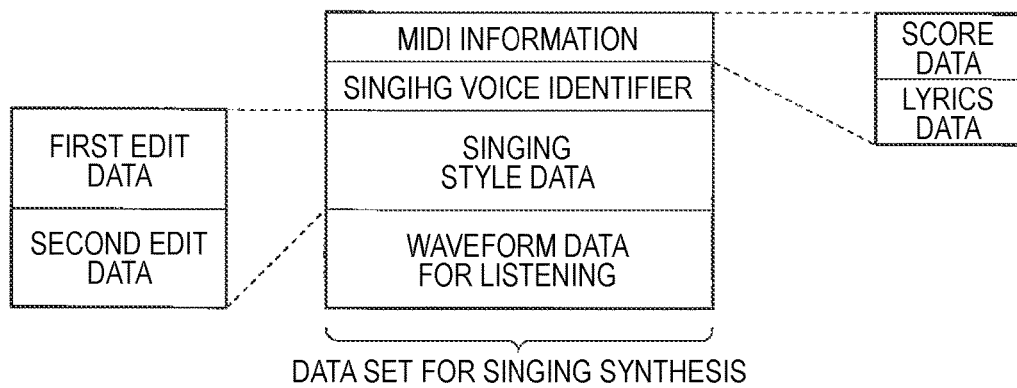 MIDI INFORMATION
SINGIHG VOICE IDENTIFIER
SINGING
STYLE DATA
WAVEFORM DATA
FOR LISTENING
FIRST EDIT
DATA
SECOND EDIT
DATA
SCORE
DATA
LYRICS
DATA
DATA SET FOR SINGING SYNTHESIS